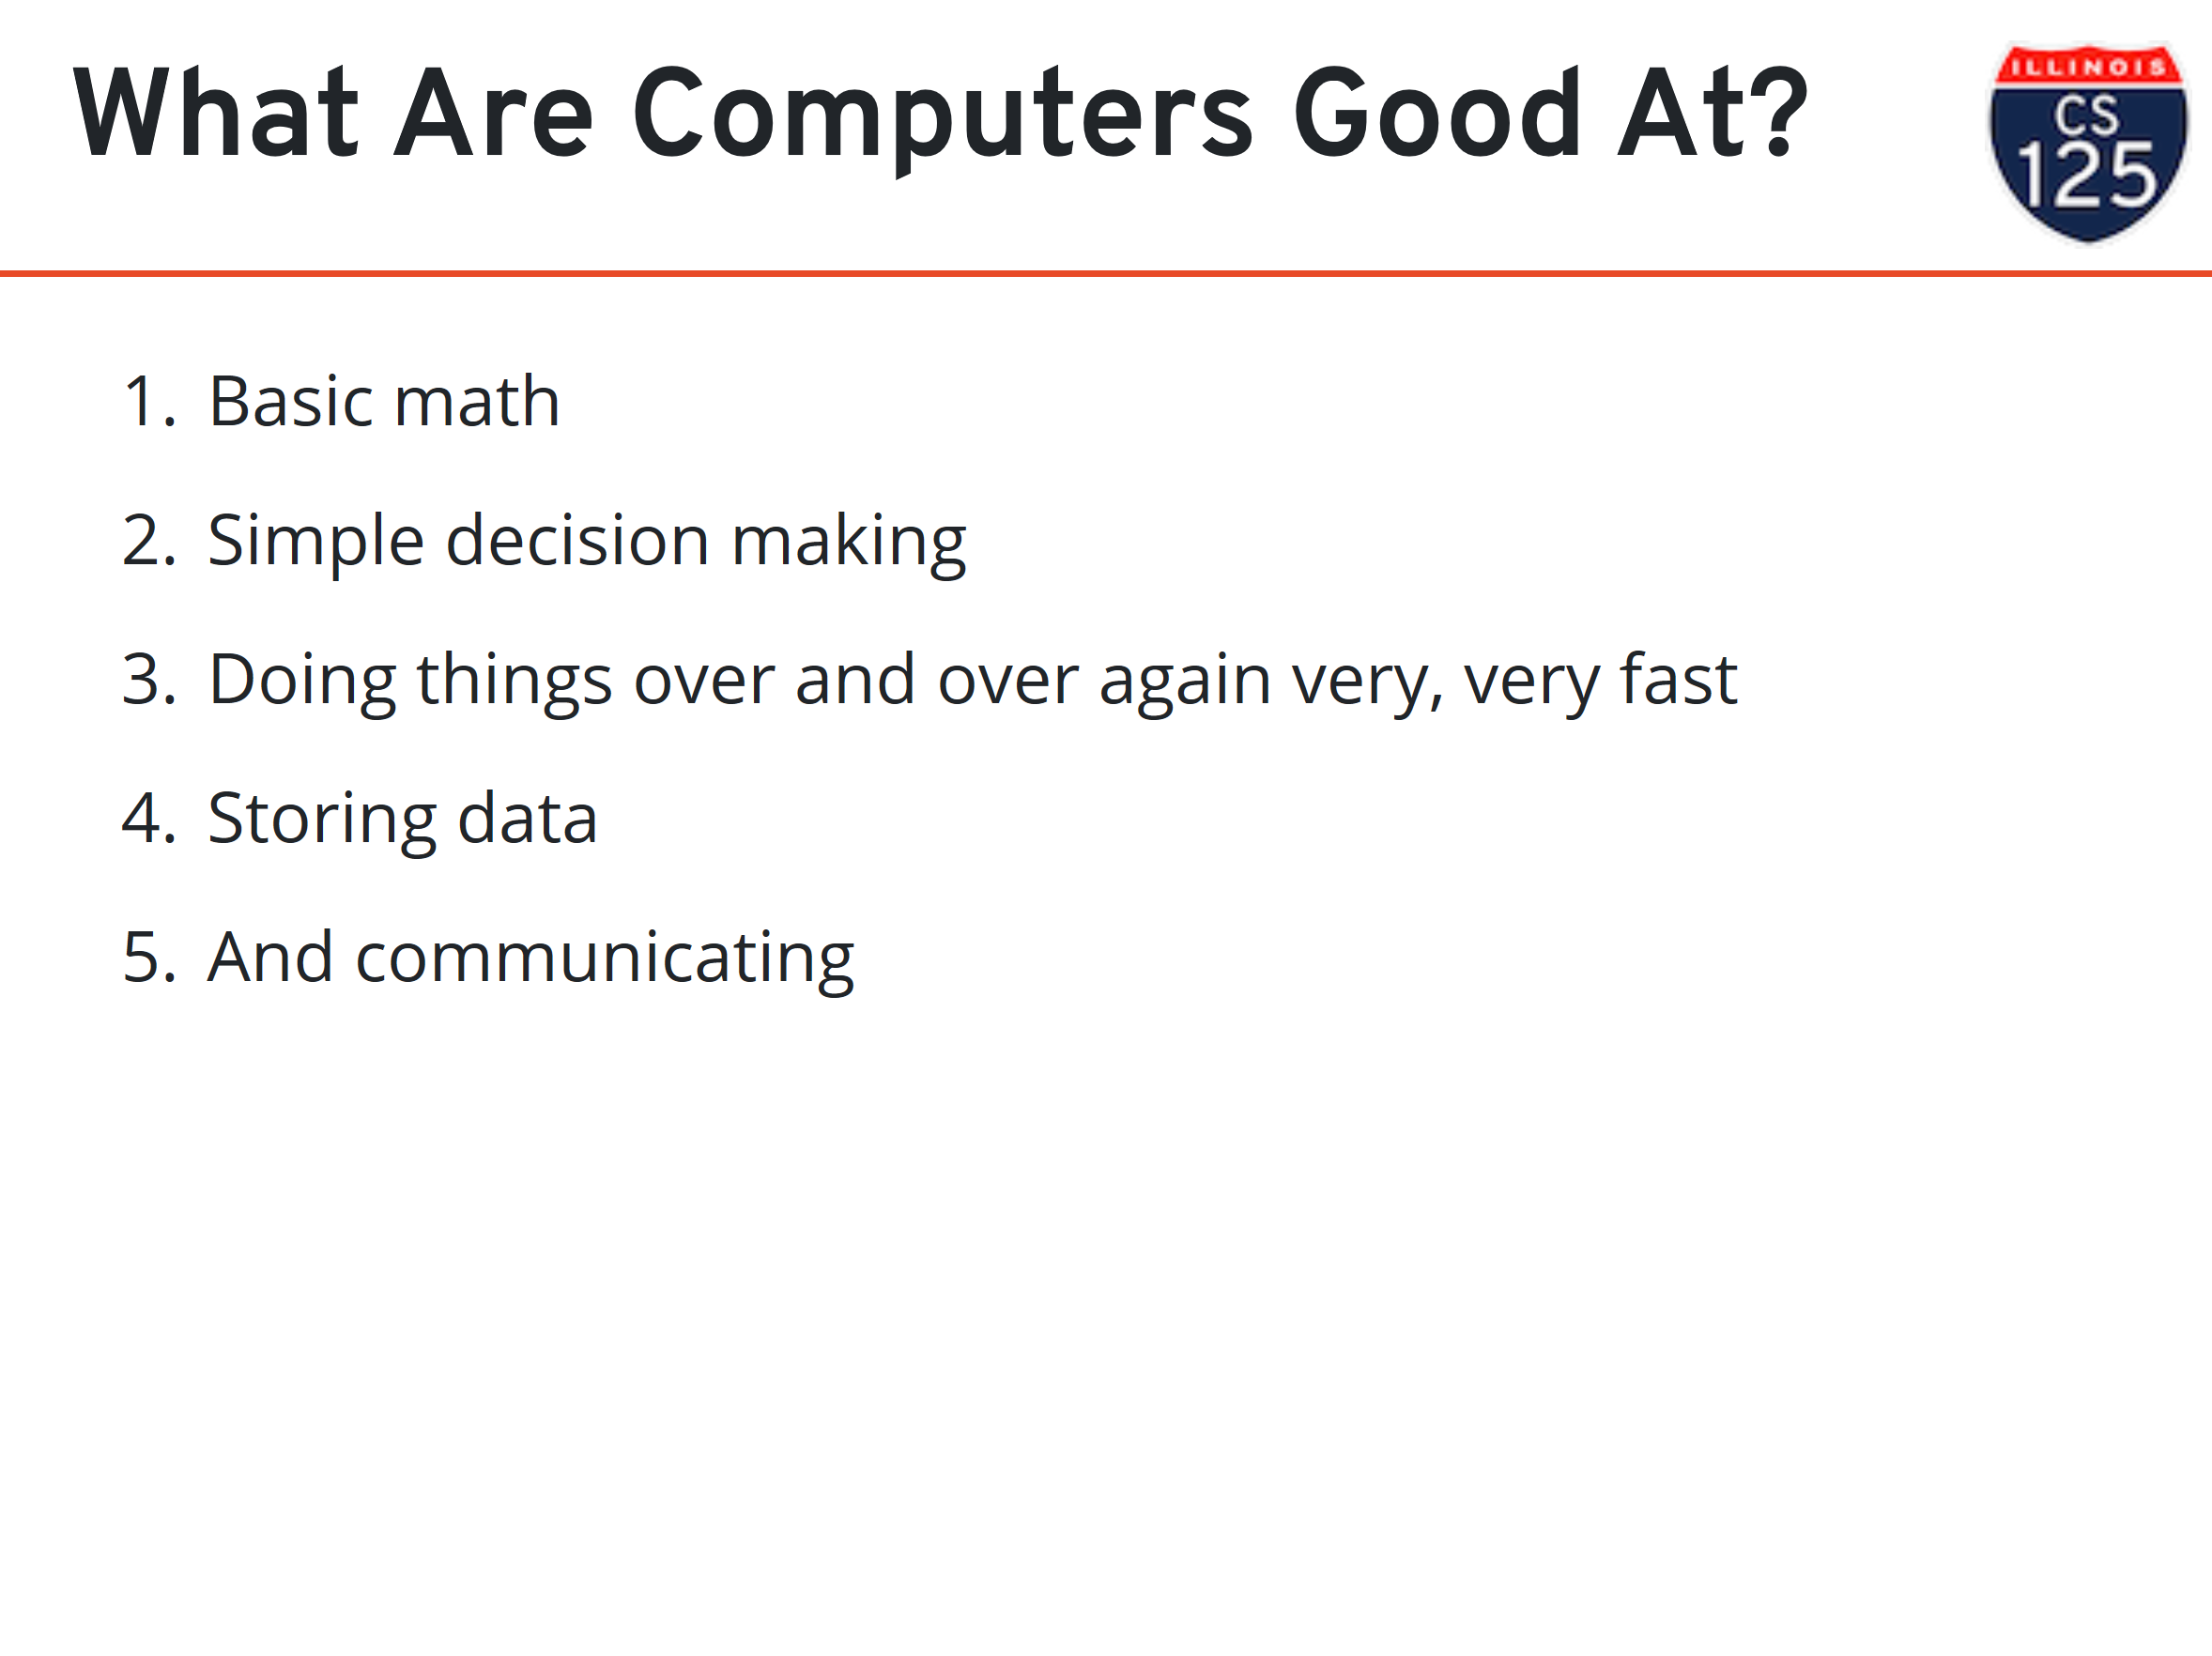 What Are Computers Good At?
ILLINOIS
CS
125
1. Basic math
2. Simple decision making
3. Doing things over and over again very, very fast
4. Storing data
5. And communicating